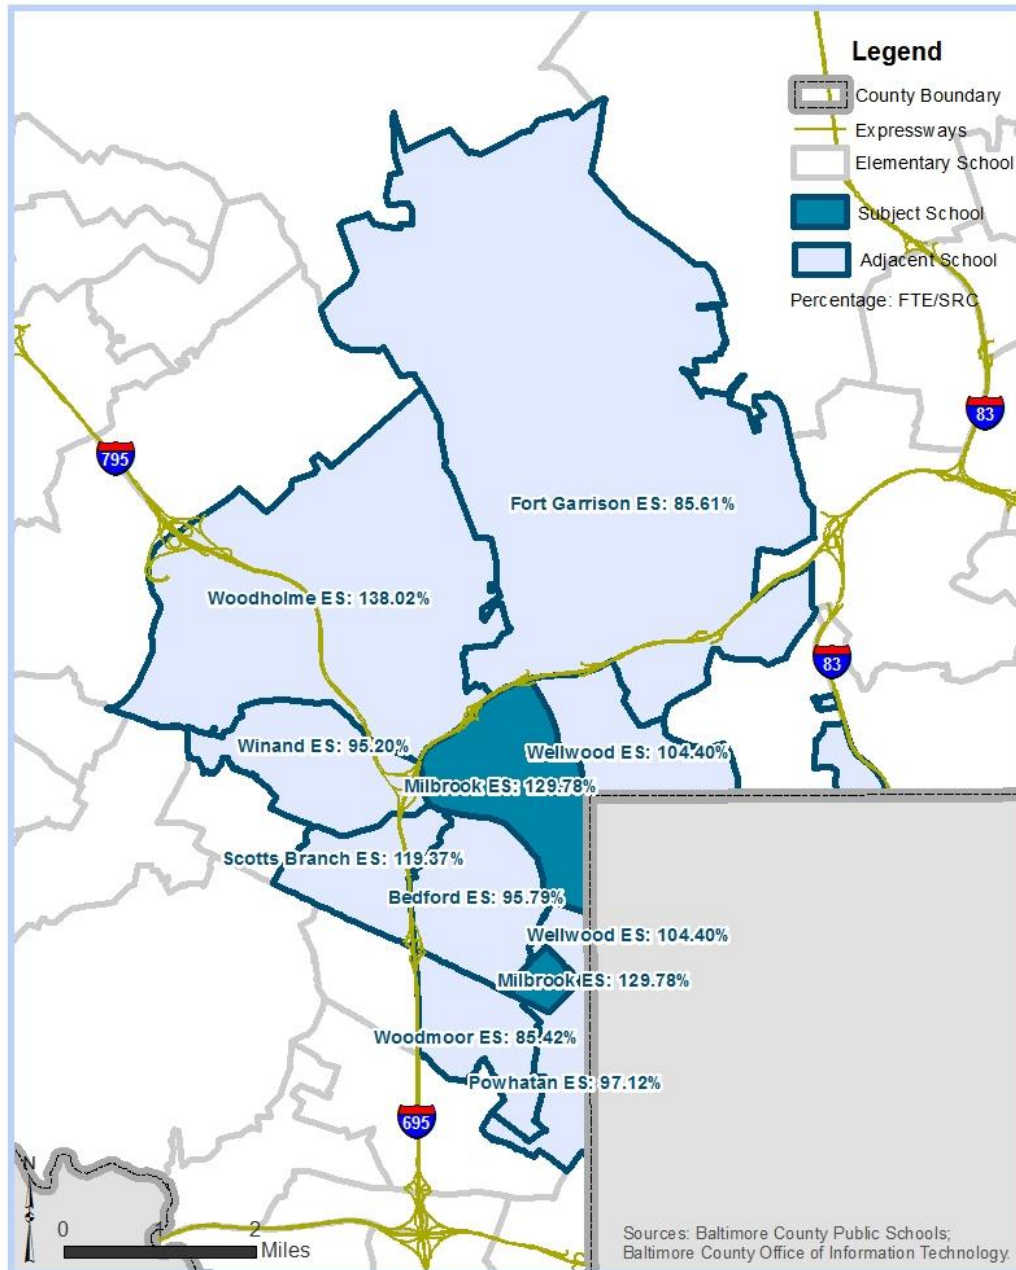 Legend
County Boundary
Expressways
Elementary School
Subject School
Adjacent School
Percentage: FTE/SRC
83
795
Fort Garrison ES: 85.61%
Woodholme ES: 138.02%
83
Winand ES: 95.20%
Wellwood ES: 104.40%
Milbrook ES: 129.78%
Scotts Branch ES: 119.37%
Bedford ES: 95.79%
Wellwood ES: 104.40%
Milbrook ES: 129.78%
Woodmoor ES: 85.42%
Powhatan ES: 97.12%
695
N
0 2
Miles
Sources: Baltimore County Public Schools;
Baltimore County Office of Information Technology.